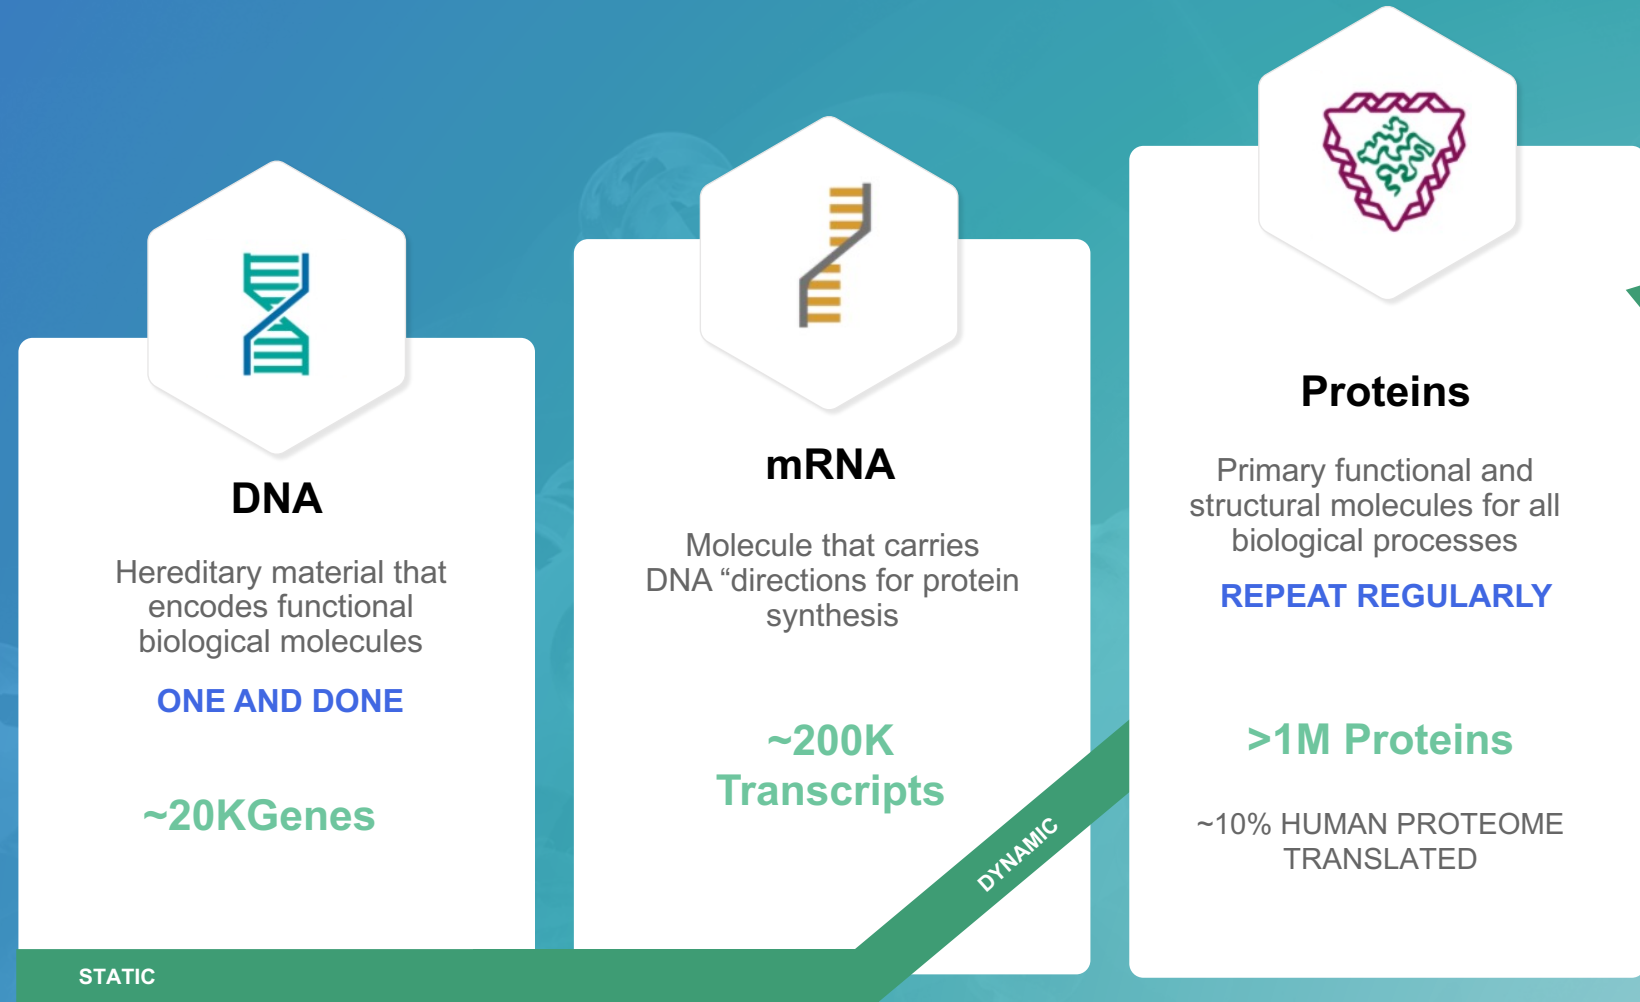 DNA
Hereditary material that
encodes functional
biological molecules
ONE AND DONE
~20KGenes
mRNA
Molecule that carries
DNA “directions for protein
synthesis
~200K
Transcripts
Proteins
Primary functional and
structural molecules for all
biological processes
REPEAT REGULARLY
>1M Proteins
~10% HUMAN PROTEOME
TRANSLATED
STATIC
DYNAMIC